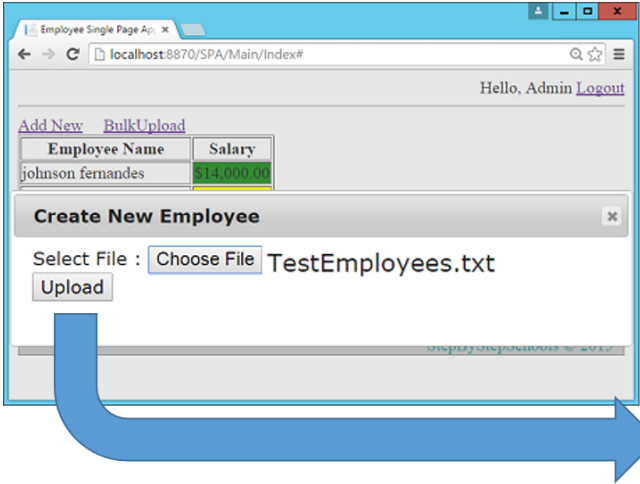 Employee Single Page Ap
localhost:8870/SPA/Main/Index#
Hello, Admin Logout
Add New BulkUpload
Employee Name Salary
johnson fernandes $14,000.00
Create New Employee
Select File : Choose File TestEmployees.txt
Upload
StepByStepSchools © 2015